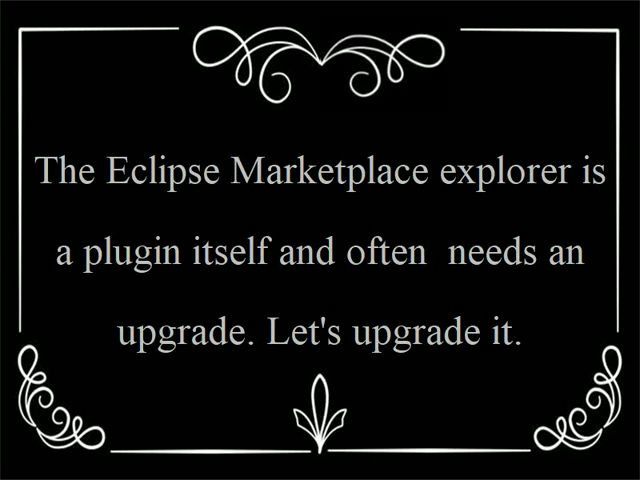 The Eclipse Marketplace explorer is
a plugin itself and often  needs an
upgrade. Let's upgrade it.